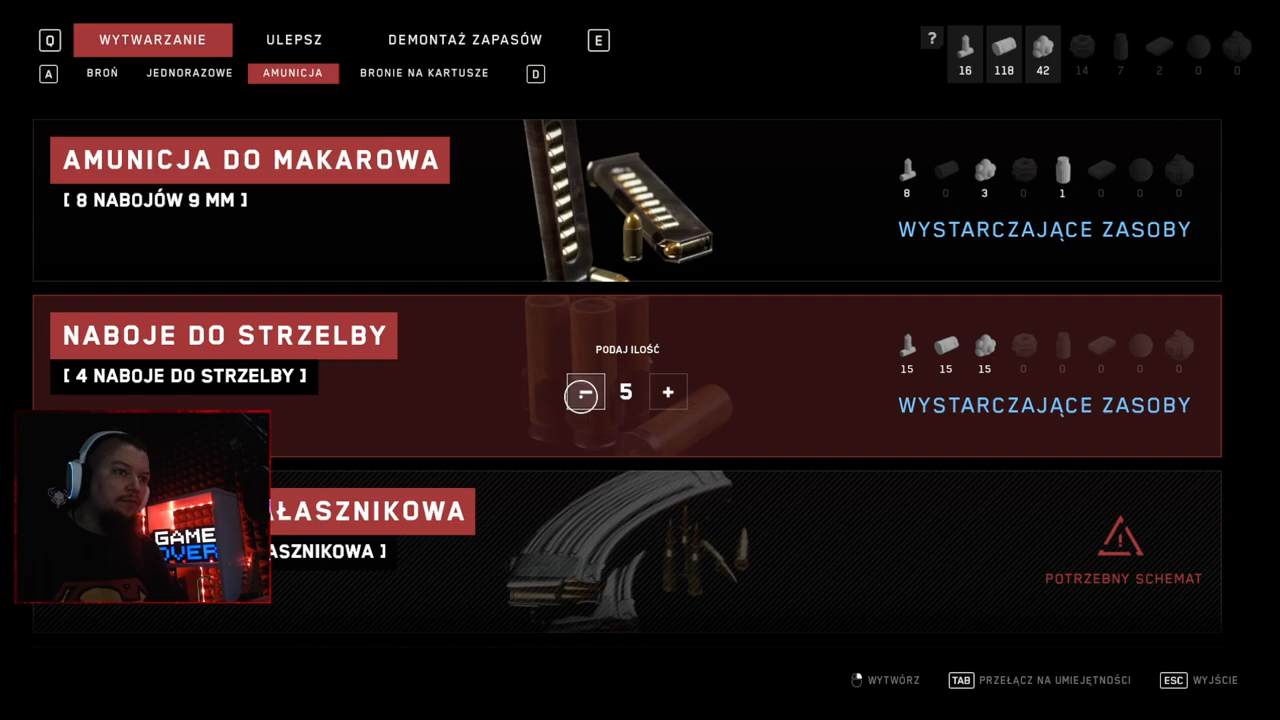 Q WYTWARZANIE ULEPSZ DEMONTAŻ ZAPASÓW E
A BROŃ JEDNORAZOWE AMUNICJA BRONIE NA KARTUSZE D
?
16 118 42 14 7 2 0 0
AMUNICJA DO MAKAROWA
[ 8 NABOJÓW 9 MM ]
8 0 3 0 1 0 0 0
WYSTARCZAJĄCE ZASOBY
NABOJE DO STRZELBY
[ 4 NABOJE DO STRZELBY ]
PODAJ ILOŚĆ
- 5 +
15 15 15 0 0 0 0 0
WYSTARCZAJĄCE ZASOBY
AŁASZNIKOWA
ASZNIKOWA ]
POTRZEBNY SCHEMAT
GAME
OVER
WYTWÓRZ TAB PRZEŁĄCZ NA UMIEJĘTNOŚCI ESC WYJŚCIE